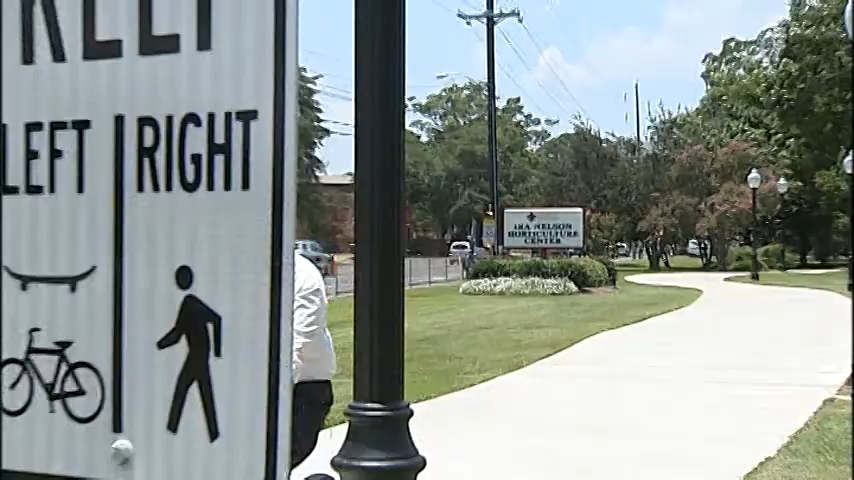 KEEP
LEFT RIGHT
IRA NELSON
HORTICULTURE
CENTER